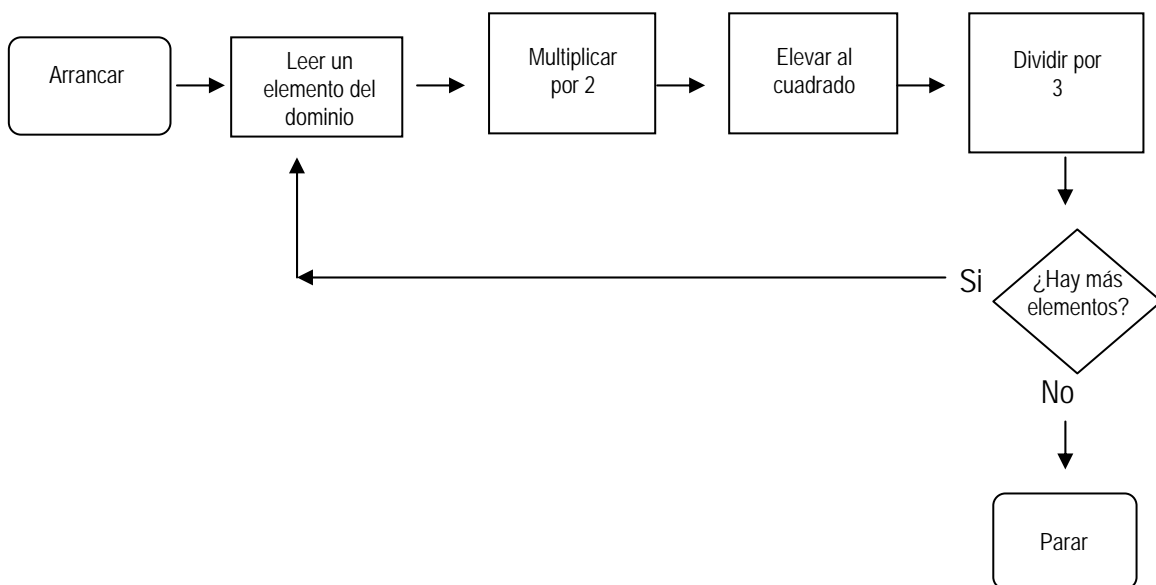 Arrancar
Leer un
elemento del
dominio
Multiplicar
por 2
Elevar al
cuadrado
Dividir por
3
Si
¿Hay más
elementos?
No
Parar